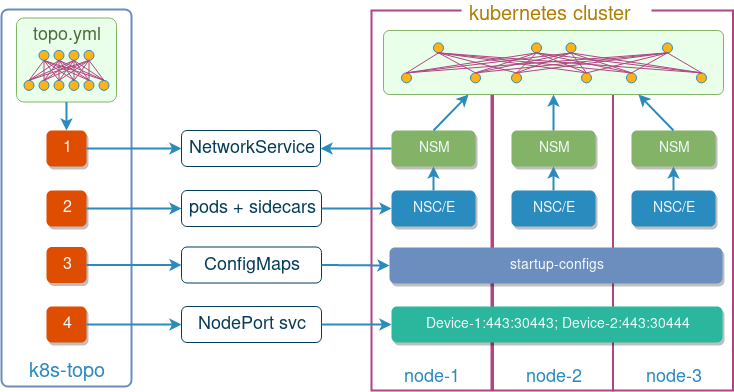 kubernetes cluster
topo.yml
1
NetworkService
NSM
NSM
NSM
2
pods + sidecars
NSC/E
NSC/E
NSC/E
3
ConfigMaps
startup-configs
4
NodePort svc
Device-1:443:30443; Device-2:443:30444
k8s-topo
node-1
node-2
node-3